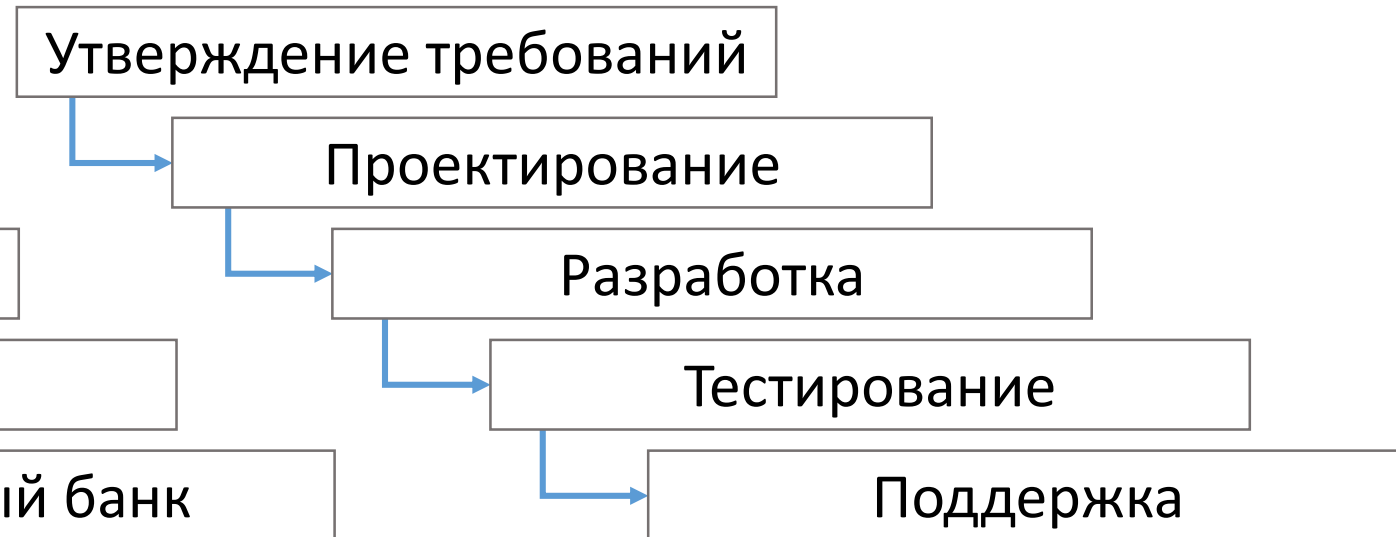 Утверждение требований
Проектирование
Разработка
Тестирование
й банк
Поддержка